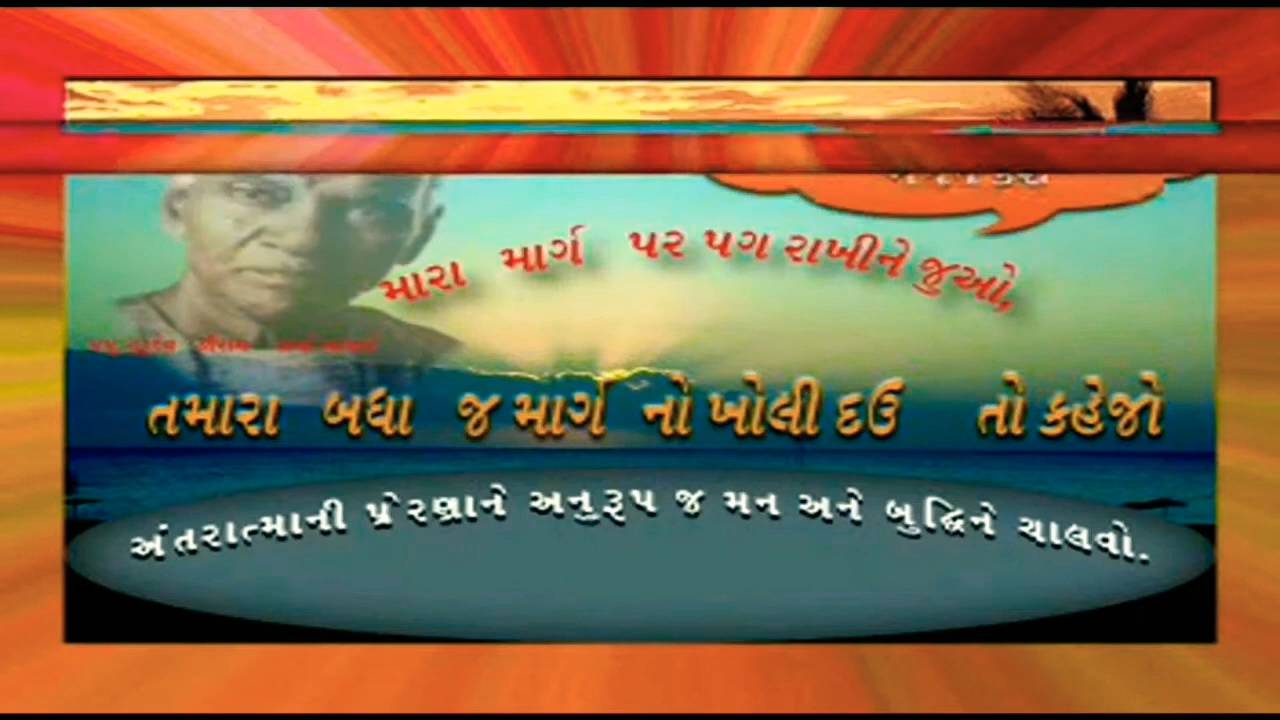 મારા માર્ગ પર પગ રાખીને જુઓ,
તમારા બધા જ માર્ગ નો ખોલી દઉ તો કહેજો
અંતરાત્માની પ્રેરણાને અનુરૂપ જ મન અને બુદ્ધિને ચાલવો.